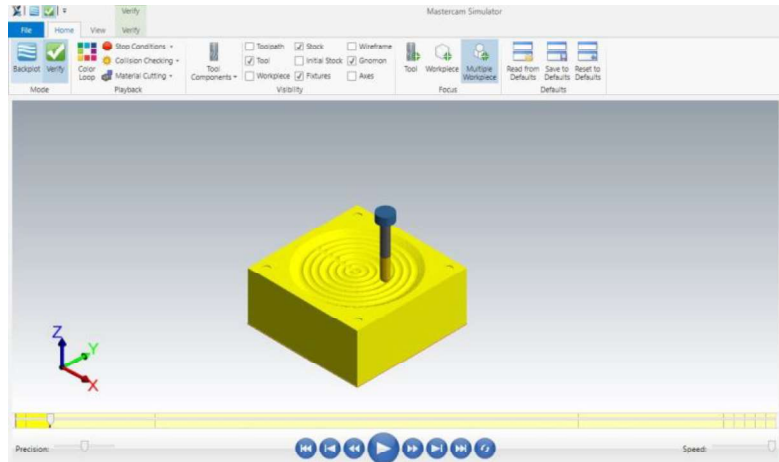 Verify
Mastercam Simulator
File Home View Verify
Backplot
Verify
Mode
Color Loop
Stop Conditions
Collision Checking
Material Cutting
Playback
Tool Components
Toolpath
Tool
Workpiece
Stock
Initial Stock
Fixtures
Wireframe
Gnomon
Axes
Visibility
Tool
Workpiece
Multiple Workpiece
Focus
Read from Defaults
Save to Defaults
Reset to Defaults
Defaults
Z
Y
X
Precision:
Speed: